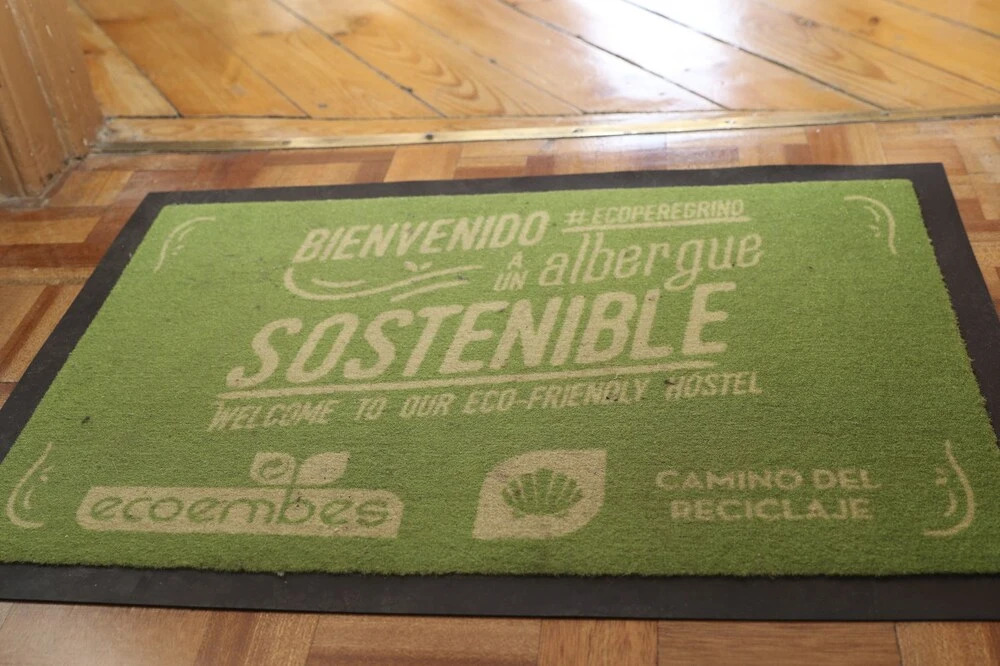 BIENVENIDO #ECOPEREGRINO
A UN albergue
SOSTENIBLE
WELCOME TO OUR ECO-FRIENDLY HOSTEL
ecoembes
CAMINO DEL
RECICLAJE